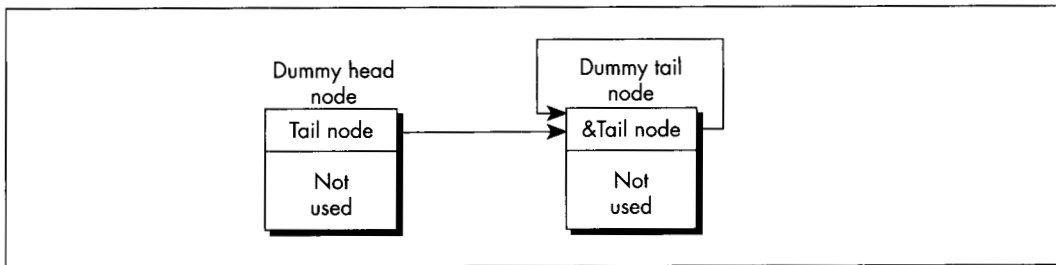 Dummy head
node
Tail node
Not
used
Dummy tail
node
&Tail node
Not
used